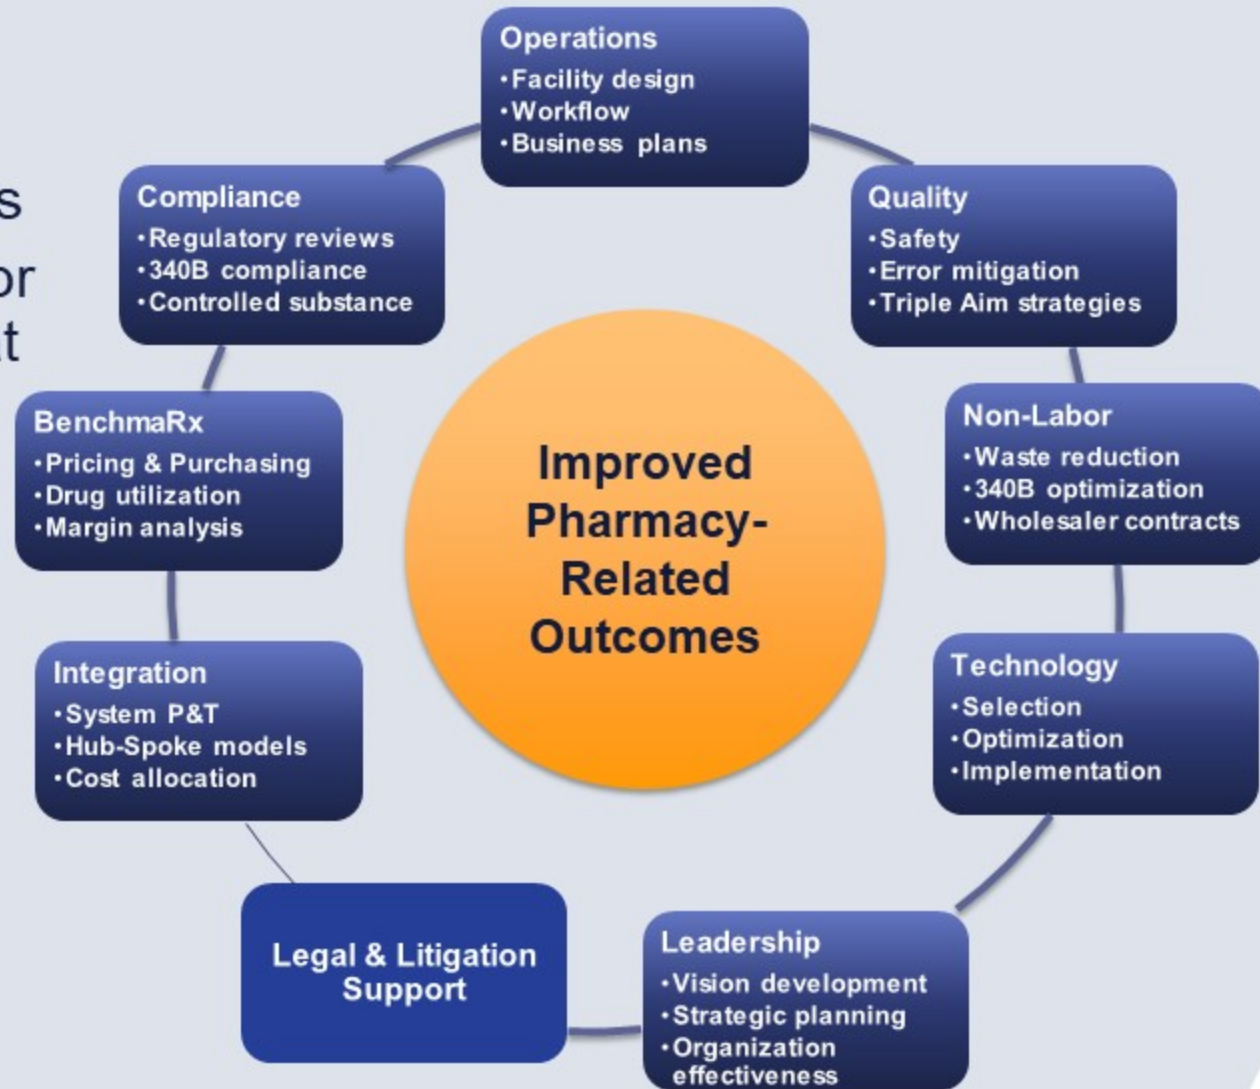 Operations
•Facility design
•Workflow
•Business plans
Compliance
•Regulatory reviews
•340B compliance
•Controlled substance
Quality
•Safety
•Error mitigation
•Triple Aim strategies
BenchmaRx
•Pricing & Purchasing
•Drug utilization
•Margin analysis
Improved
Pharmacy-
Related
Outcomes
Non-Labor
•Waste reduction
•340B optimization
•Wholesaler contracts
Integration
•System P&T
•Hub-Spoke models
•Cost allocation
Technology
•Selection
•Optimization
•Implementation
Legal & Litigation
Support
Leadership
•Vision development
•Strategic planning
•Organization
effectiveness